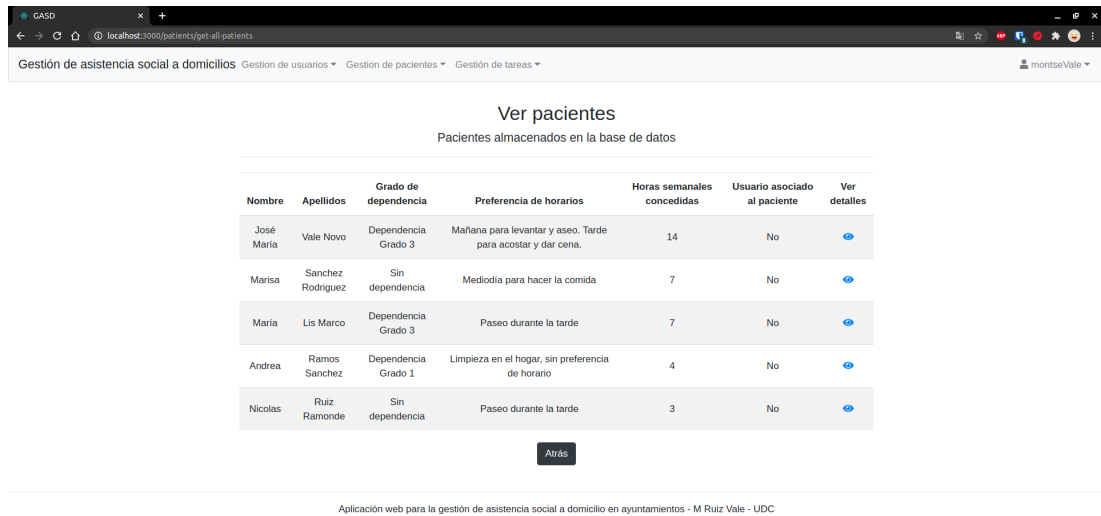 GASD
localhost:3000/patients/get-all-patients
ABP
Gestión de asistencia social a domicilios Gestion de usuarios Gestion de pacientes Gestión de tareas montseVale
Ver pacientes
Pacientes almacenados en la base de datos
Grado de Horas semanales Usuario asociado Ver
Nombre Apellidos dependencia Preferencia de horarios concedidas al paciente detalles
José Dependencia Mañana para levantar y aseo. Tarde
María Vale Novo Grado 3 para acostar y dar cena. 14 No
Sanchez Sin
Marisa Rodriguez dependencia Mediodía para hacer la comida 7 No
Dependencia
María Lis Marco Grado 3 Paseo durante la tarde 7 No
Ramos Dependencia Limpieza en el hogar, sin preferencia
Andrea Sanchez Grado 1 de horario 4 No
Ruiz Sin
Nicolas Ramonde dependencia Paseo durante la tarde 3 No
Atrás
Aplicación web para la gestión de asistencia social a domicilio en ayuntamientos - M Ruiz Vale - UDC